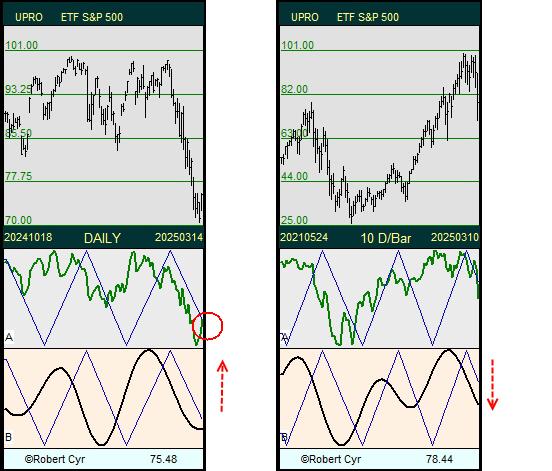 UPRO ETF S&P 500
101.00
93.25
85.50
77.75
70.00
20241018 DAILY 20250314
A
B
©Robert Cyr 75.48
UPRO ETF S&P 500
101.00
82.00
63.00
44.00
25.00
20210524 10 D/Bar 20250310
A
B
©Robert Cyr 78.44